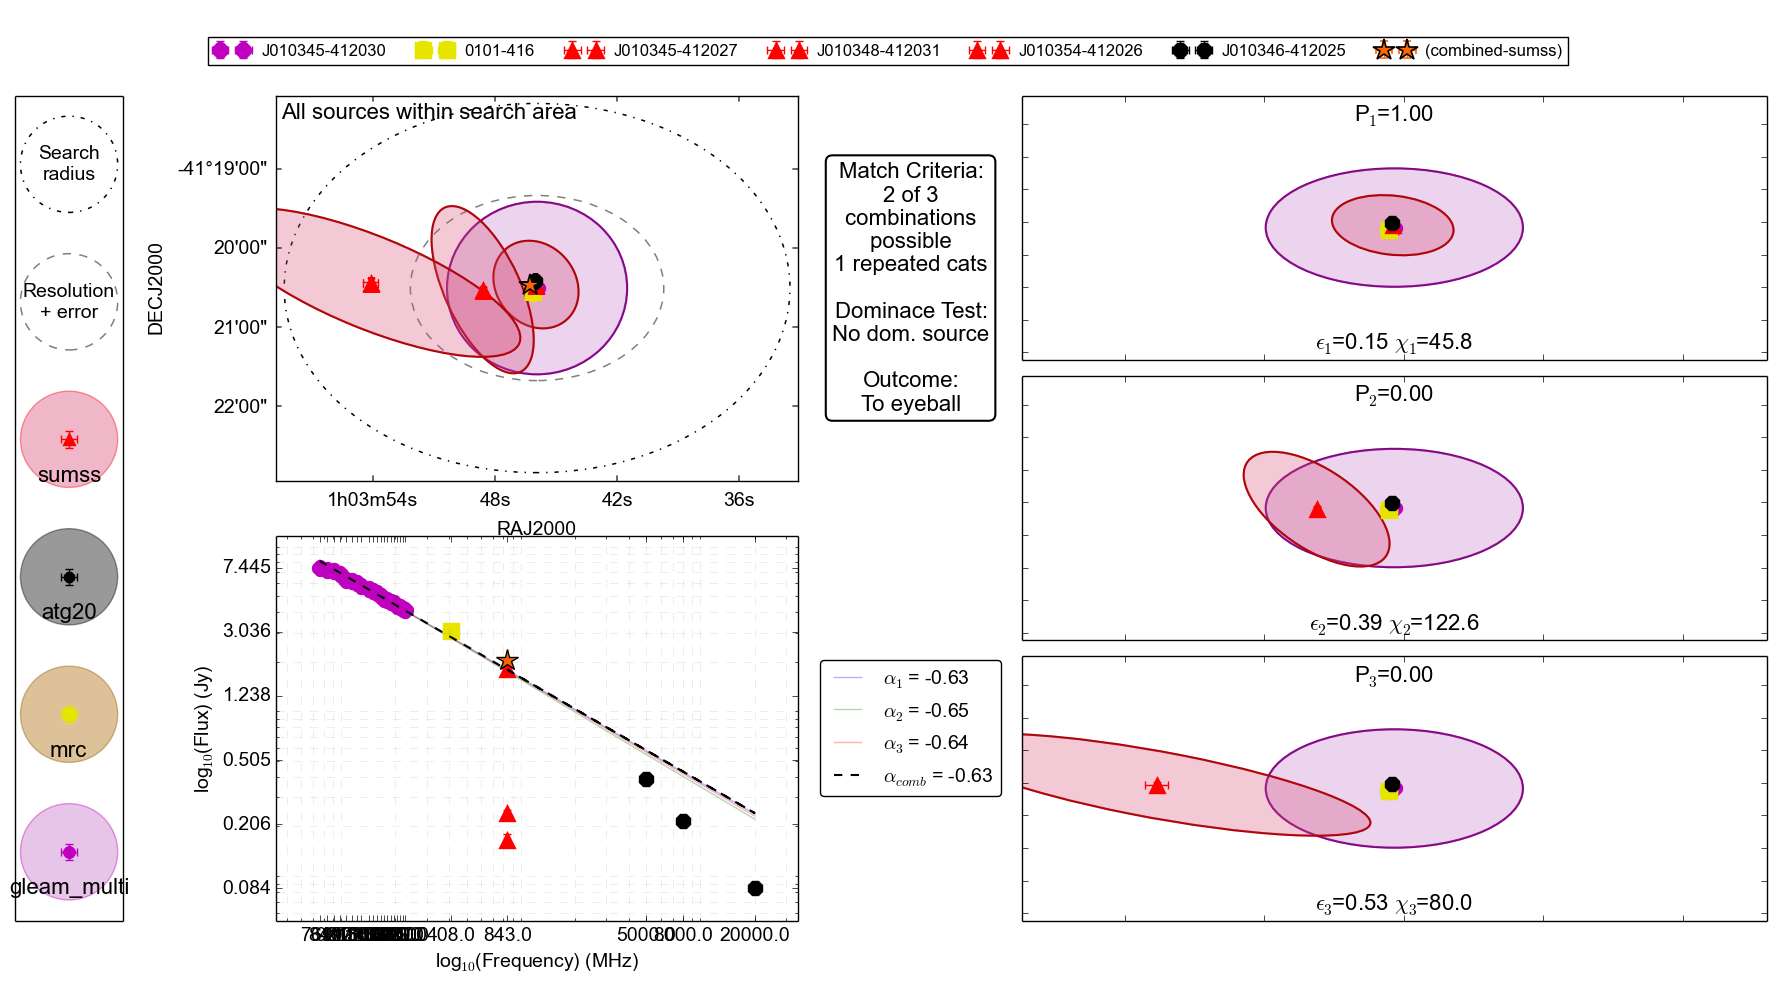 J010345-412030
0101-416
J010345-412027
J010348-412031
J010354-412026
J010346-412025
(combined-sumss)
Search
radius
Resolution
+ error
sumss
atg20
mrc
gleam_multi
All sources within search area
DECJ2000
-41°19'00"
20'00"
21'00"
22'00"
1h03m54s
48s
42s
36s
RAJ2000
Match Criteria:
2 of 3
combinations
possible
1 repeated cats
Dominace Test:
No dom. source
Outcome:
To eyeball
P1=1.00
ϵ1=0.15 χ1=45.8
P2=0.00
ϵ2=0.39 χ2=122.6
P3=0.00
ϵ3=0.53 χ3=80.0
log10(Flux) (Jy)
7.445
3.036
1.238
0.505
0.206
0.084
408.0
843.0
5000.0
8000.0
20000.0
log10(Frequency) (MHz)
α1 = -0.63
α2 = -0.65
α3 = -0.64
αcomb = -0.63